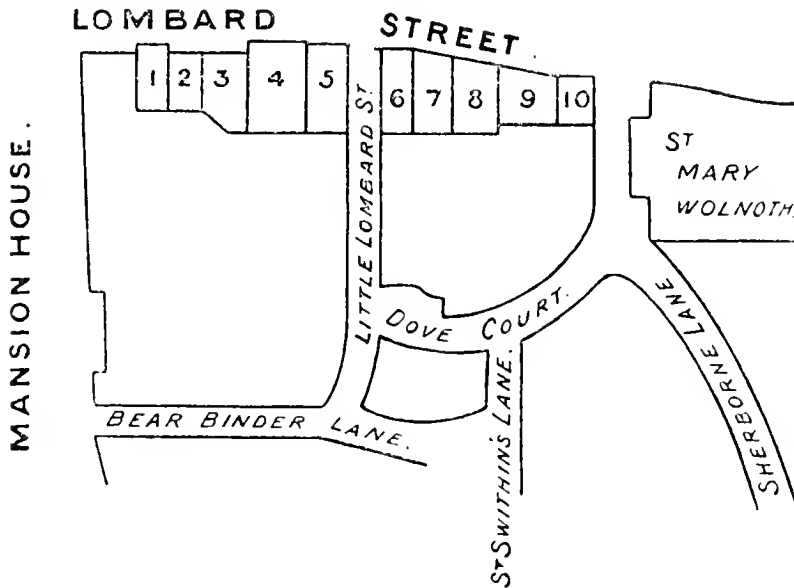 LOMBARD STREET.
1 2 3 4 5 6 7 8 9 10
MANSION HOUSE.
LITTLE LOMBARD ST
ST
MARY
WOLNOTH.
DOVE COURT.
BEAR BINDER LANE.
ST SWITHIN'S LANE.
SHERBORNE LANE